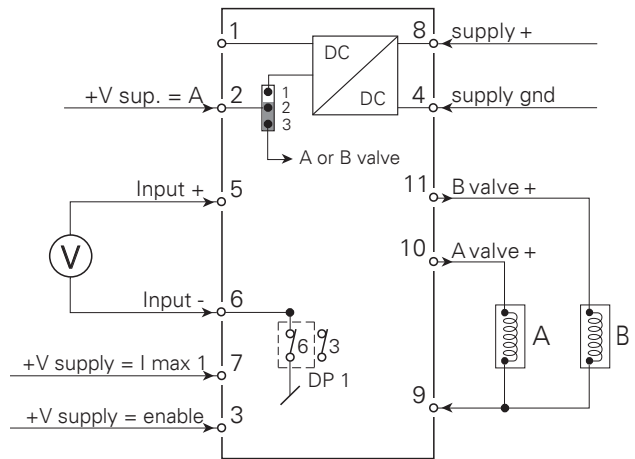 1
8
supply +
DC
DC
+V sup. = A
2
1
2
3
4
supply gnd
A or B valve
Input +
5
11
B valve +
V
10
A valve +
Input -
6
A
B
6
3
+V supply = I max 1
7
DP 1
+V supply = enable
3
9